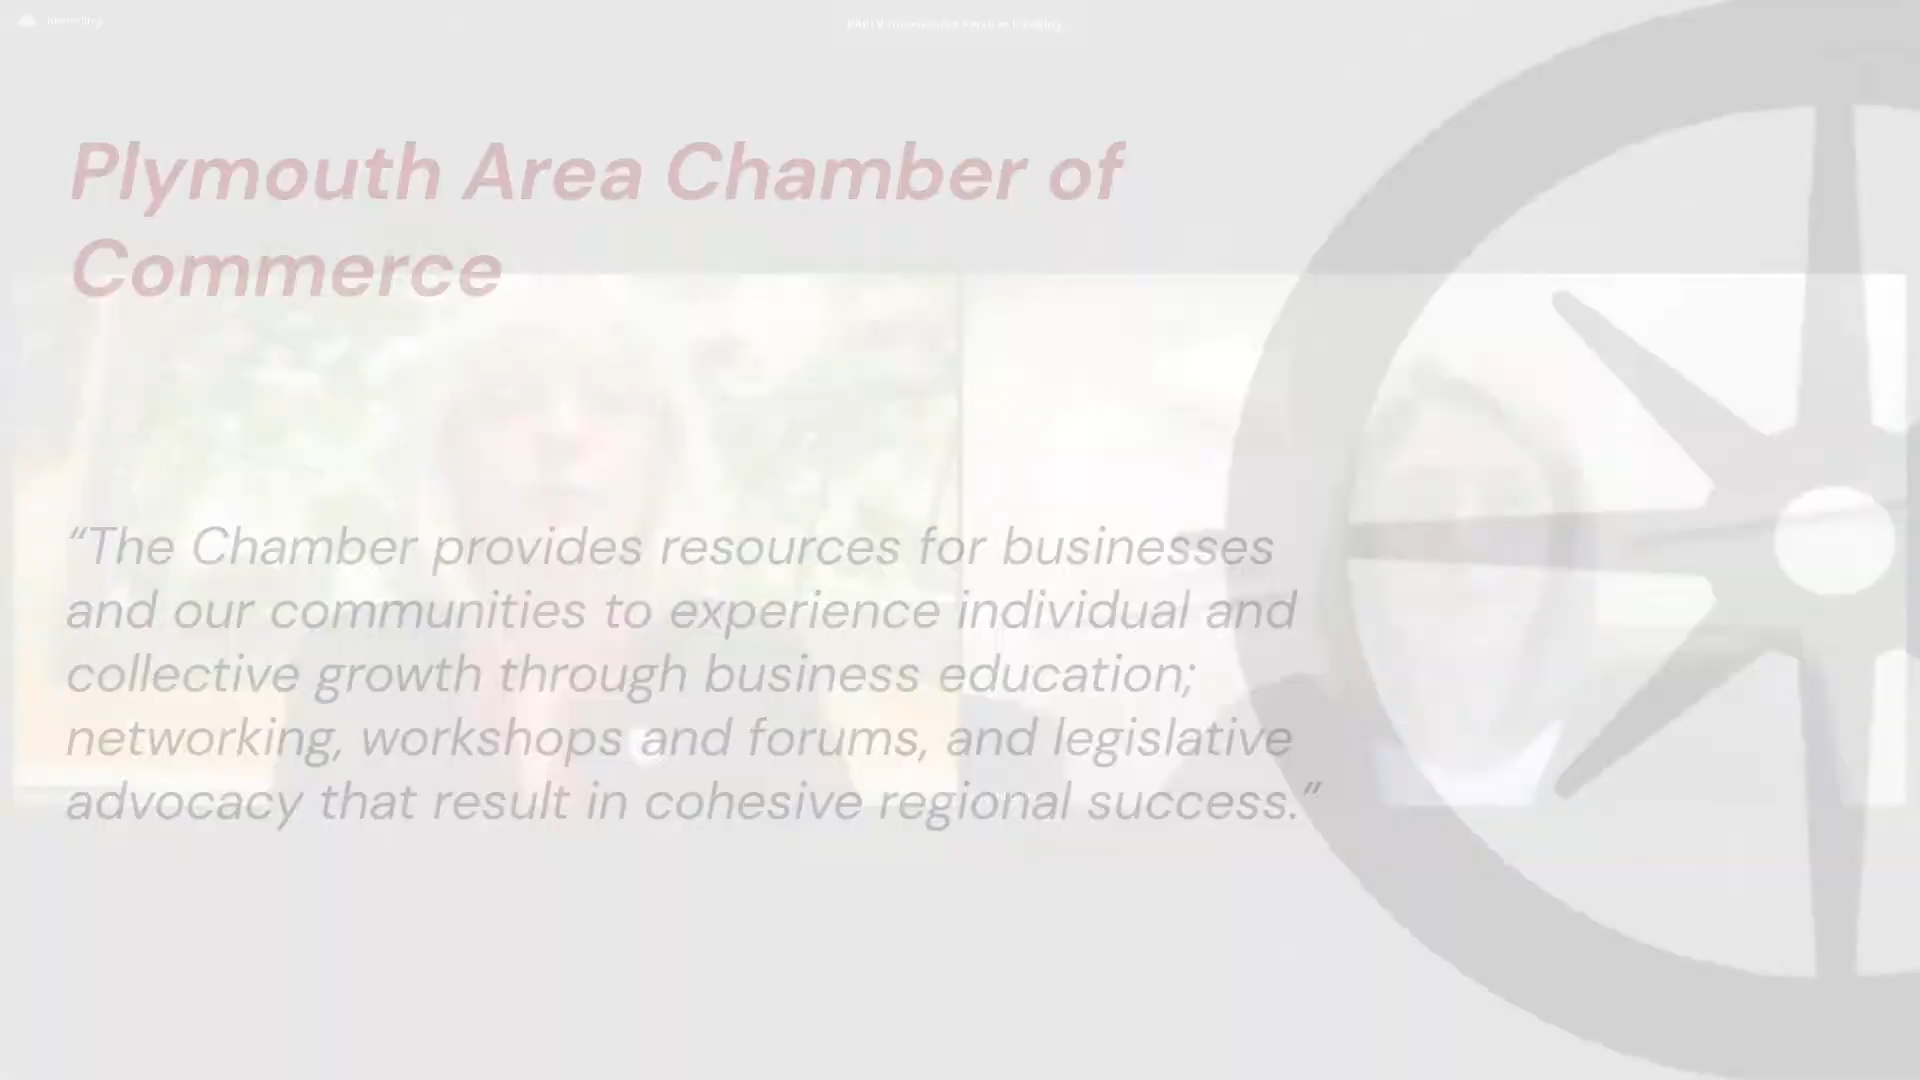 Plymouth Area Chamber of
Commerce
“The Chamber provides resources for businesses
and our communities to experience individual and
collective growth through business education;
networking, workshops and forums, and legislative
advocacy that result in cohesive regional success.”